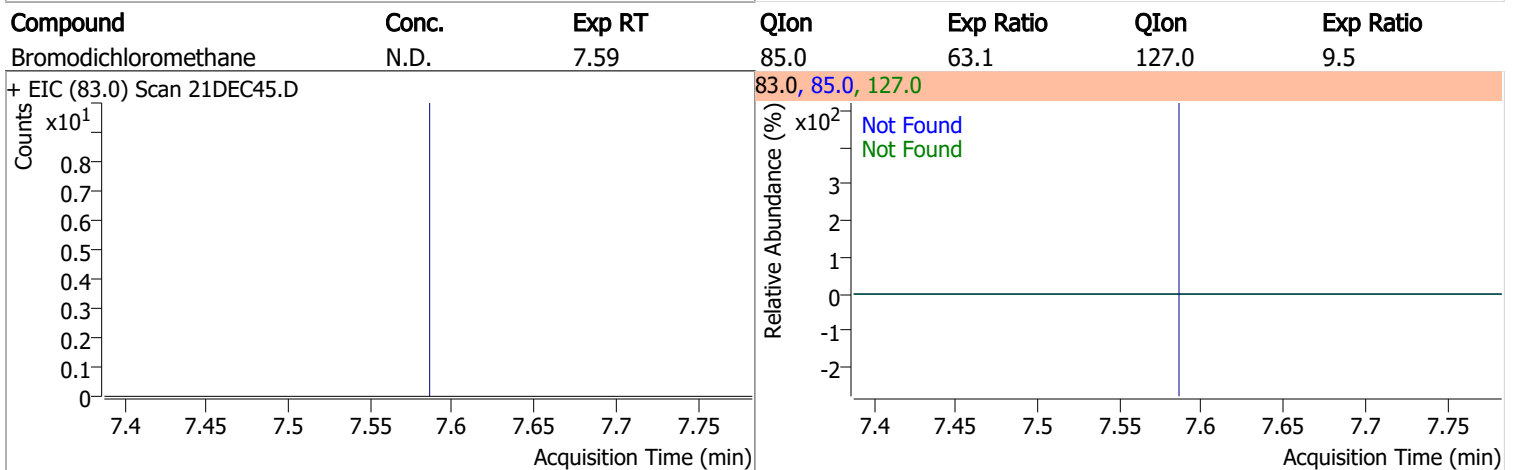 Compound Conc. Exp RT QIon Exp Ratio QIon Exp Ratio
Bromodichloromethane N.D. 7.59 85.0 63.1 127.0 9.5
+ EIC (83.0) Scan 21DEC45.D
Counts
x10¹
0.8
0.7
0.6
0.5
0.4
0.3
0.2
0.1
0
7.4 7.45 7.5 7.55 7.6 7.65 7.7 7.75
Acquisition Time (min)
83.0, 85.0, 127.0
Relative Abundance (%)
x10²
Not Found
Not Found
3
2
1
0
-1
-2
7.4 7.45 7.5 7.55 7.6 7.65 7.7 7.75
Acquisition Time (min)